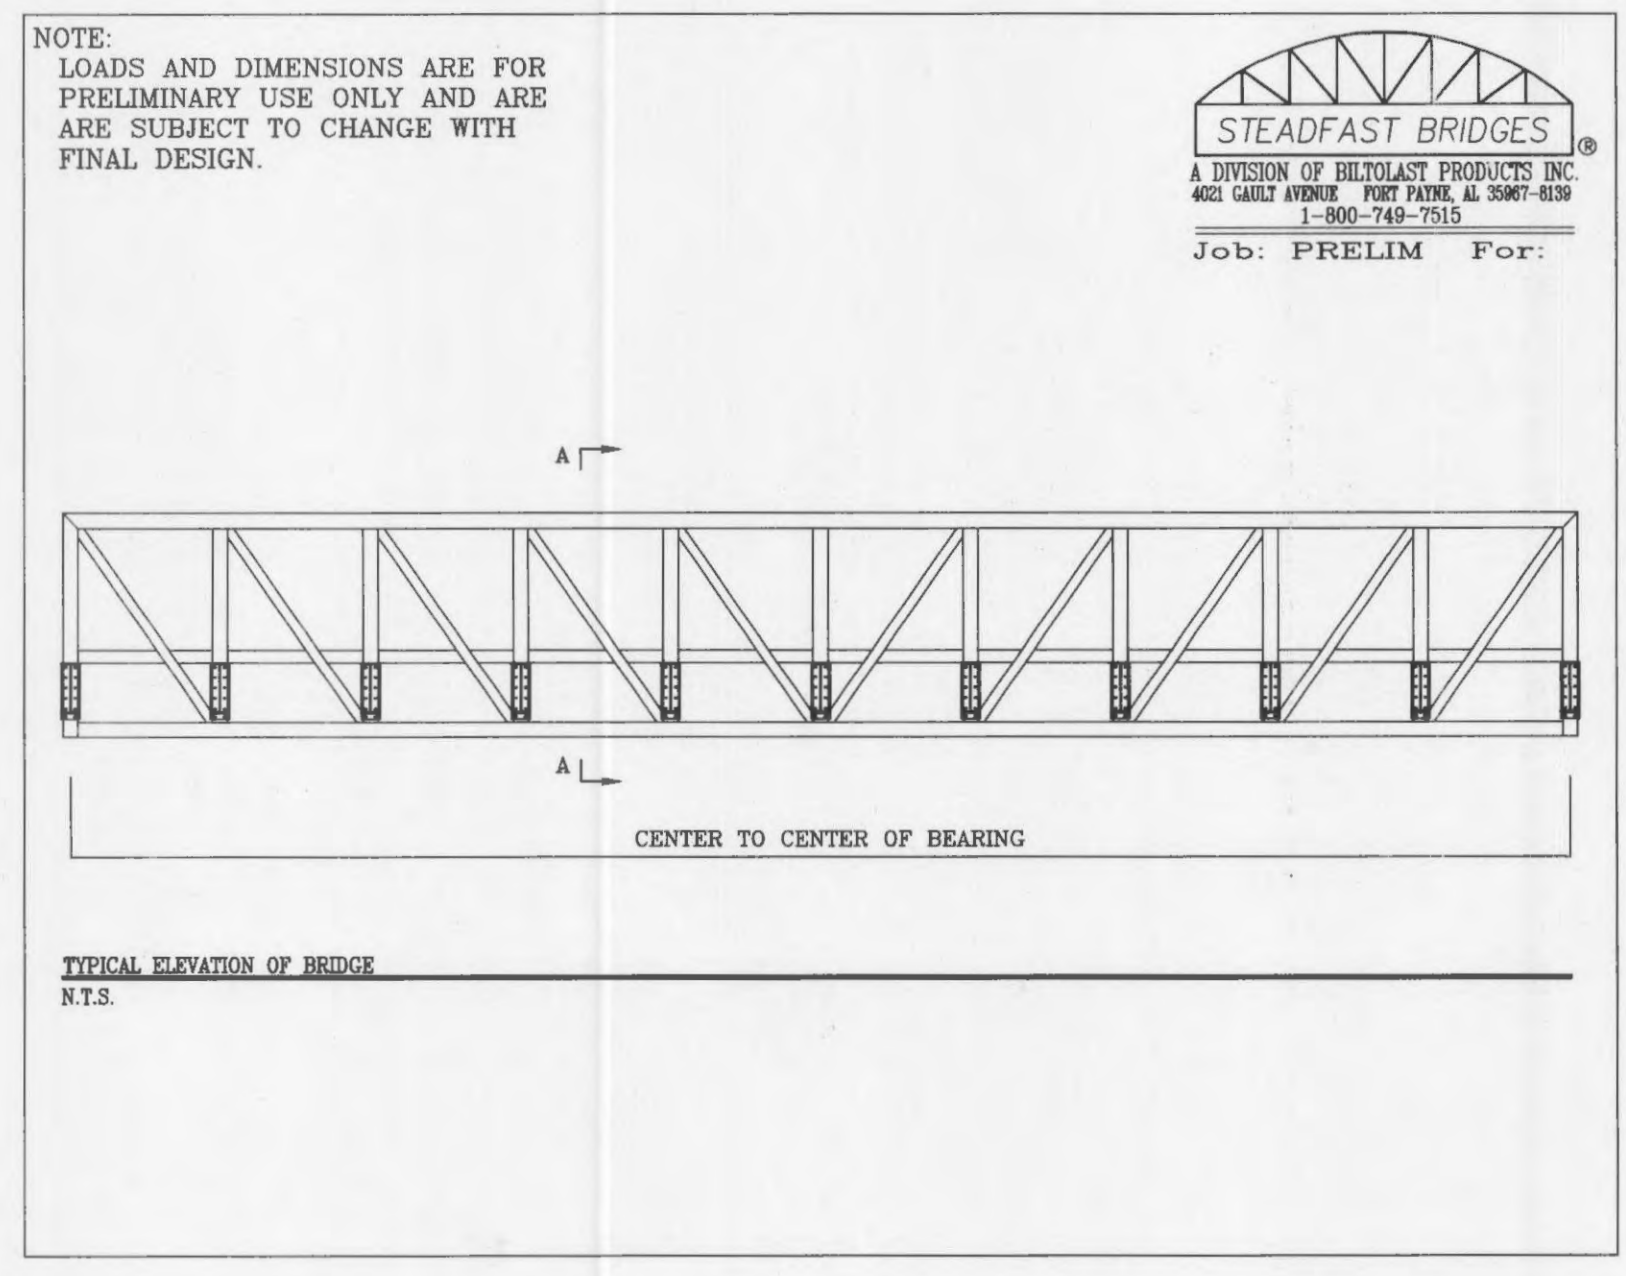 NOTE:
LOADS AND DIMENSIONS ARE FOR
PRELIMINARY USE ONLY AND ARE
ARE SUBJECT TO CHANGE WITH
FINAL DESIGN.
STEADFAST BRIDGES ®
A DIVISION OF BILTOLAST PRODUCTS INC.
4021 GAULT AVENUE FORT PAYNE, AL 35967-8139
1-800-749-7515
Job: PRELIM For:
A
A
CENTER TO CENTER OF BEARING
TYPICAL ELEVATION OF BRIDGE
N.T.S.